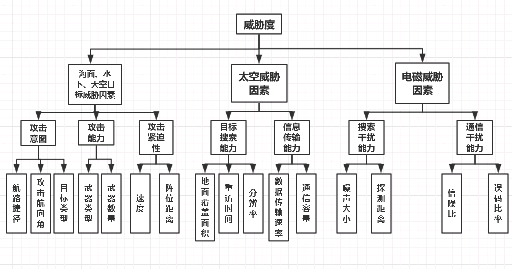 威胁度
海面、水
下、太空目
标威胁因素
太空威胁
因素
电磁威胁
因素
攻击
意图
攻击
能力
攻击
紧迫
性
目标
搜索
能力
信息
传输
能力
搜索
干扰
能力
通信
干扰
能力
航路捷径
攻击航向角
目标类型
武器类型
武器数量
速度
阵位距离
地面覆盖面积
重访时间
分辨率
数据传输速率
通信容量
噪声大小
探测距离
信噪比
误码比率